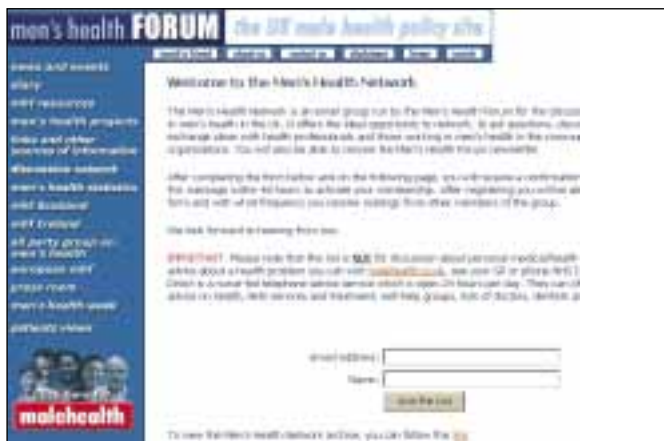 men's health FORUM the UK male health policy site
news and events
diary
mhf resources
men's health projects
links and other
sources of information
discussion network
men's health statistics
mhf Scotland
mhf Ireland
all party group on
men's health
european mhf
press room
men's health week
patients views
malehealth
Welcome to the Men's Health Network
The Men's Health Network is an email group run by the Men's Health Forum for the
in men's health in the UK. It offers the ideal opportunity to network, to ask questions,
exchange ideas with health professionals and those working in men's health in the
organisations. You will also be able to receive the Men's Health Forum newsletter.
After completing the form below and on the following page, you will receive a confirmation
this message within 48 hours to activate your membership. After registering you will be
form and with what frequency you receive mailings from other members of the group.
We look forward to hearing from you.
IMPORTANT: Please note that this list is NOT for discussion about personal medical/health
advice about a health problem you can visit malehealth.co.uk, see your GP or phone NHS
Direct is a nurse-led telephone advice service which is open 24 hours per day. They can
advice on health, local services and treatment, self-help groups, lists of doctors, dentists
email address:
Name:
Join the List
To view the Men's Health Network archive, you can follow the link